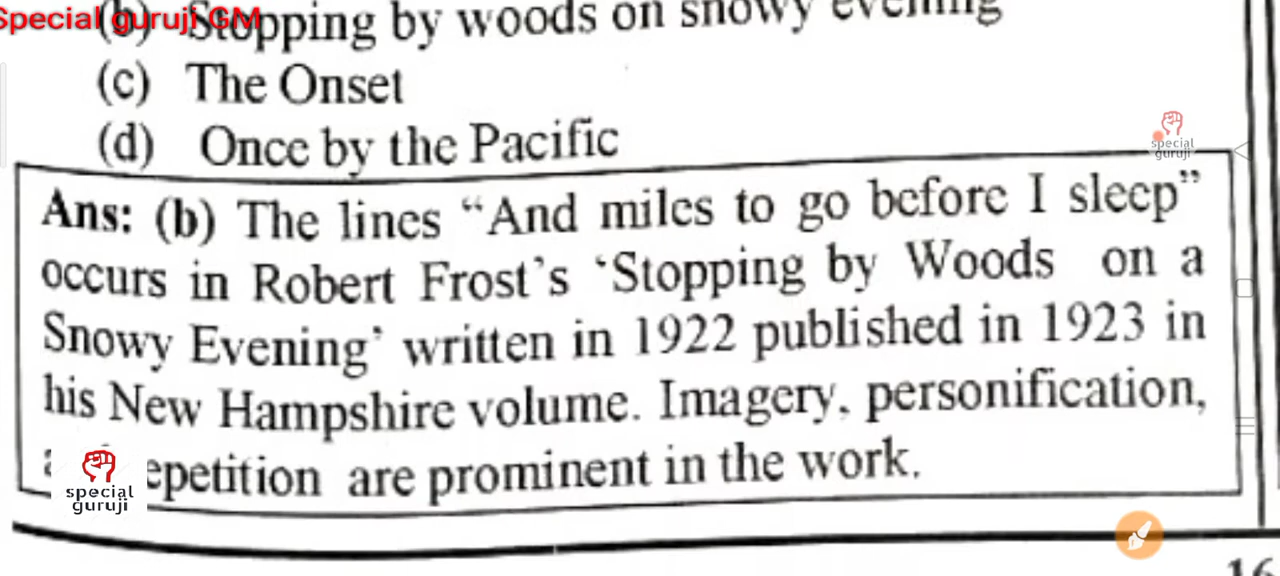 Special guruji GM
(b) Stopping by woods on snowy evening
(c) The Onset
(d) Once by the Pacific
special
guruji
Ans: (b) The lines “And miles to go before I sleep”
occurs in Robert Frost’s ‘Stopping by Woods on a
Snowy Evening’ written in 1922 published in 1923 in
his New Hampshire volume. Imagery, personification,
epetition are prominent in the work.
special
guruji
16